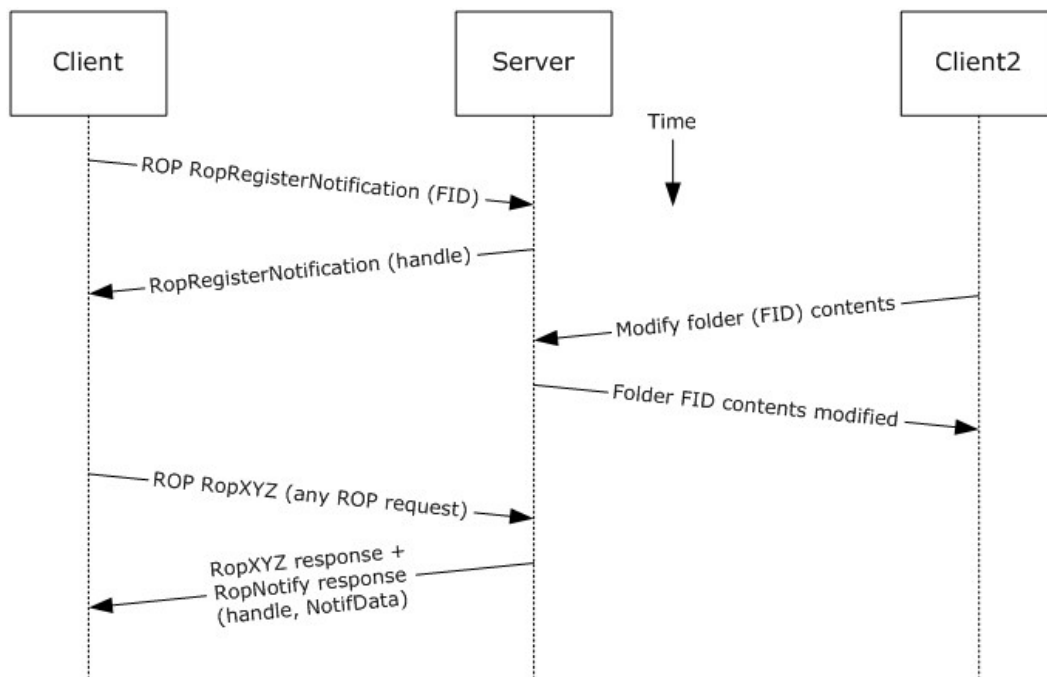 Client
Server
Client2
Time
ROP RopRegisterNotification (FID)
RopRegisterNotification (handle)
Modify folder (FID) contents
Folder FID contents modified
ROP RopXYZ (any ROP request)
RopXYZ response +
RopNotify response
(handle, NotifData)